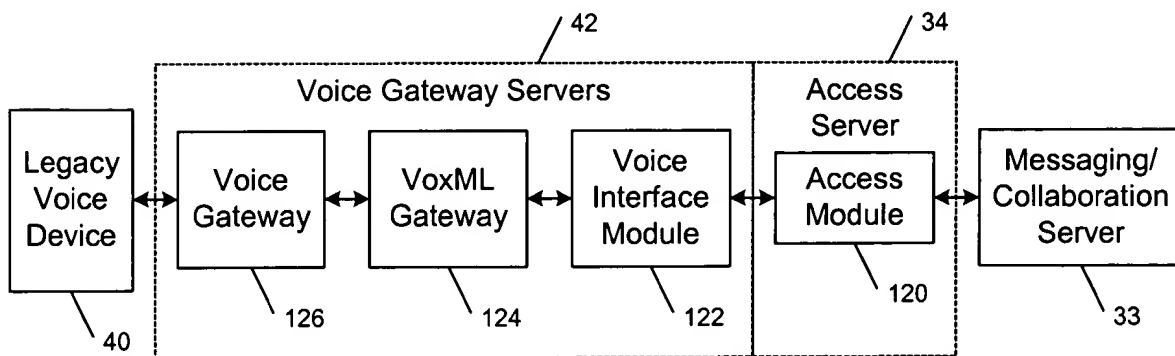 42
34
Voice Gateway Servers
Access
Server
Legacy
Voice
Device
Voice
Gateway
VoxML
Gateway
Voice
Interface
Module
Access
Module
Messaging/
Collaboration
Server
40
126
124
122
120
33